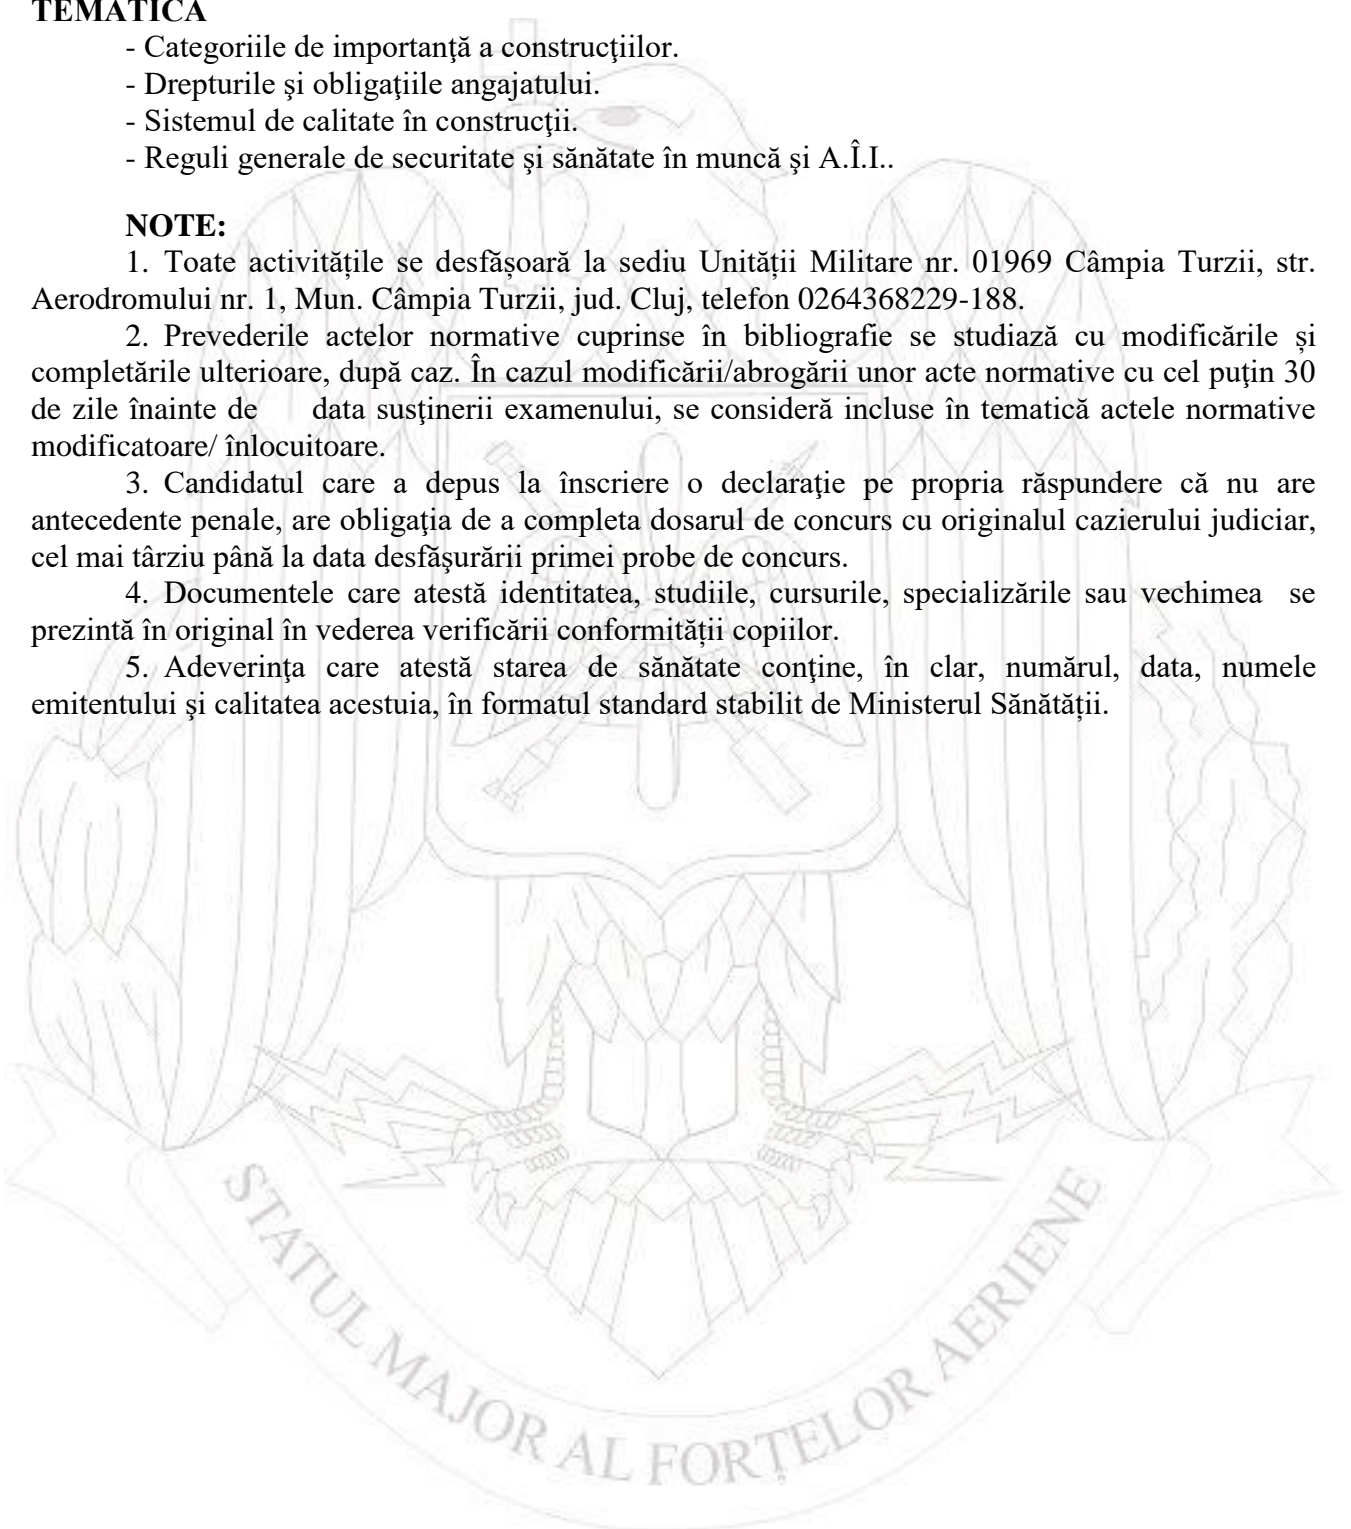 TEMATICA
- Categoriile de importanţă a construcţiilor.
- Drepturile şi obligaţiile angajatului.
- Sistemul de calitate în construcţii.
- Reguli generale de securitate şi sănătate în muncă şi A.Î.I..
NOTE:
1. Toate activitățile se desfășoară la sediu Unității Militare nr. 01969 Câmpia Turzii, str.
Aerodromului nr. 1, Mun. Câmpia Turzii, jud. Cluj, telefon 0264368229-188.
2. Prevederile actelor normative cuprinse în bibliografie se studiază cu modificările și
completările ulterioare, după caz. În cazul modificării/abrogării unor acte normative cu cel puţin 30
de zile înainte de data susţinerii examenului, se consideră incluse în tematică actele normative
modificatoare/ înlocuitoare.
3. Candidatul care a depus la înscriere o declaraţie pe propria răspundere că nu are
antecedente penale, are obligaţia de a completa dosarul de concurs cu originalul cazierului judiciar,
cel mai târziu până la data desfăşurării primei probe de concurs.
4. Documentele care atestă identitatea, studiile, cursurile, specializările sau vechimea se
prezintă în original în vederea verificării conformității copiilor.
5. Adeverinţa care atestă starea de sănătate conţine, în clar, numărul, data, numele
emitentului şi calitatea acestuia, în formatul standard stabilit de Ministerul Sănătății.
STATUL MAJOR AL FORȚELOR AERIENE